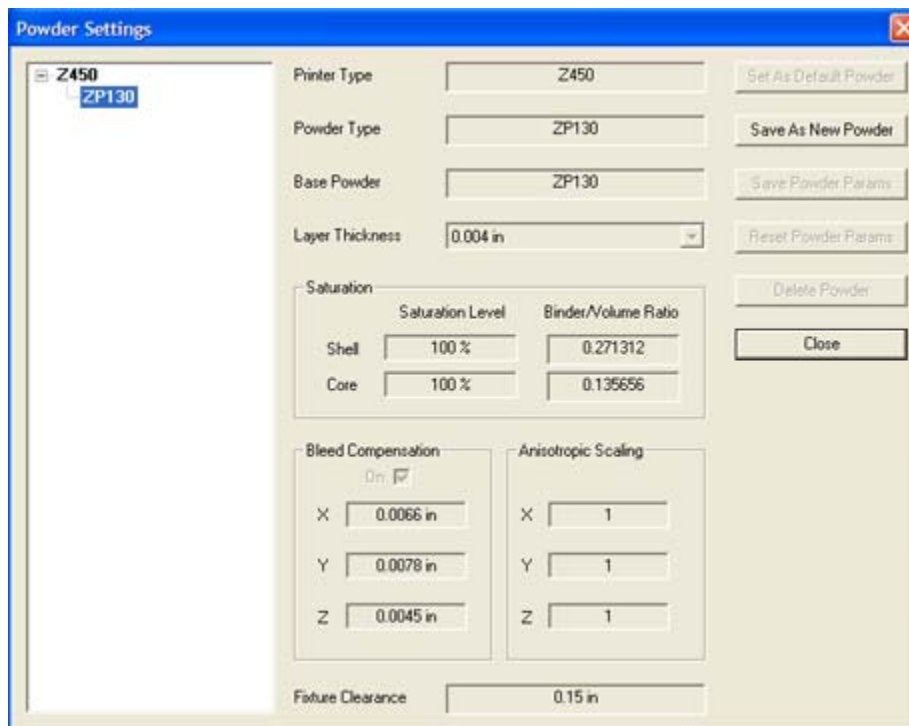 Powder Settings
Z450
ZP130
Printer Type Z450 Set As Default Powder
Powder Type ZP130 Save As New Powder
Base Powder ZP130 Save Powder Params
Layer Thickness 0.004 in Reset Powder Params
Delete Powder
Close
Saturation
Saturation Level Binder/Volume Ratio
Shell 100 % 0.271312
Core 100 % 0.135656
Bleed Compensation Anisotropic Scaling
On
X 0.0066 in X 1
Y 0.0078 in Y 1
Z 0.0045 in Z 1
Fixture Clearance 0.15 in